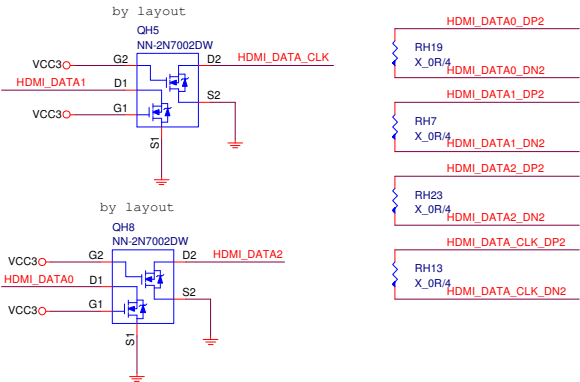 by layout
QH5
NN-2N7002DW
VCC3
G2
D2
HDMI_DATA_CLK
HDMI_DATA1
D1
S2
VCC3
G1
S1
by layout
QH8
NN-2N7002DW
VCC3
G2
D2
HDMI_DATA2
HDMI_DATA0
D1
S2
VCC3
G1
S1
HDMI_DATA0_DP2
RH19
X_0R/4
HDMI_DATA0_DN2
HDMI_DATA1_DP2
RH7
X_0R/4
HDMI_DATA1_DN2
HDMI_DATA2_DP2
RH23
X_0R/4
HDMI_DATA2_DN2
HDMI_DATA_CLK_DP2
RH13
X_0R/4
HDMI_DATA_CLK_DN2